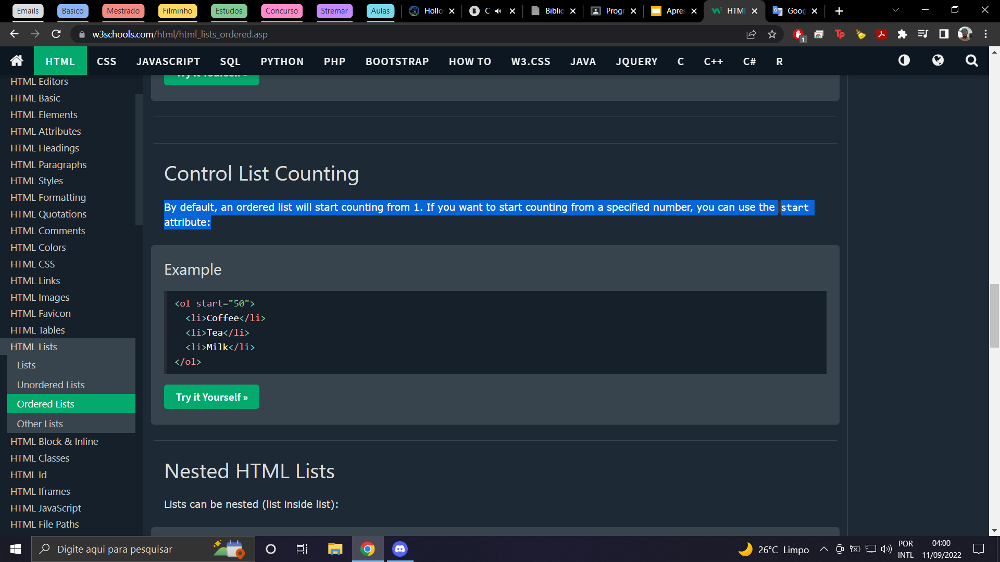 Emails Basico Mestrado Filminho Estudos Concurso Stremar Aulas Hollo C Biblio Progr Apres HTML Goog
w3schools.com/html/html_lists_ordered.asp
1
HTML CSS JAVASCRIPT SQL PYTHON PHP BOOTSTRAP HOW TO W3.CSS JAVA JQUERY C C++ C# R
HTML Editors
HTML Basic
HTML Elements
HTML Attributes
HTML Headings
HTML Paragraphs
HTML Styles
HTML Formatting
HTML Quotations
HTML Comments
HTML Colors
HTML CSS
HTML Links
HTML Images
HTML Favicon
HTML Tables
HTML Lists
Lists
Unordered Lists
Ordered Lists
Other Lists
HTML Block & Inline
HTML Classes
HTML Id
HTML Iframes
HTML JavaScript
HTML File Paths
Try it Yourself »
Control List Counting
By default, an ordered list will start counting from 1. If you want to start counting from a specified number, you can use the start
attribute:
Example
<ol start="50">
<li>Coffee</li>
<li>Tea</li>
<li>Milk</li>
</ol>
Try it Yourself »
Nested HTML Lists
Lists can be nested (list inside list):
Digite aqui para pesquisar
26°C Limpo
POR
INTL
04:00
11/09/2022